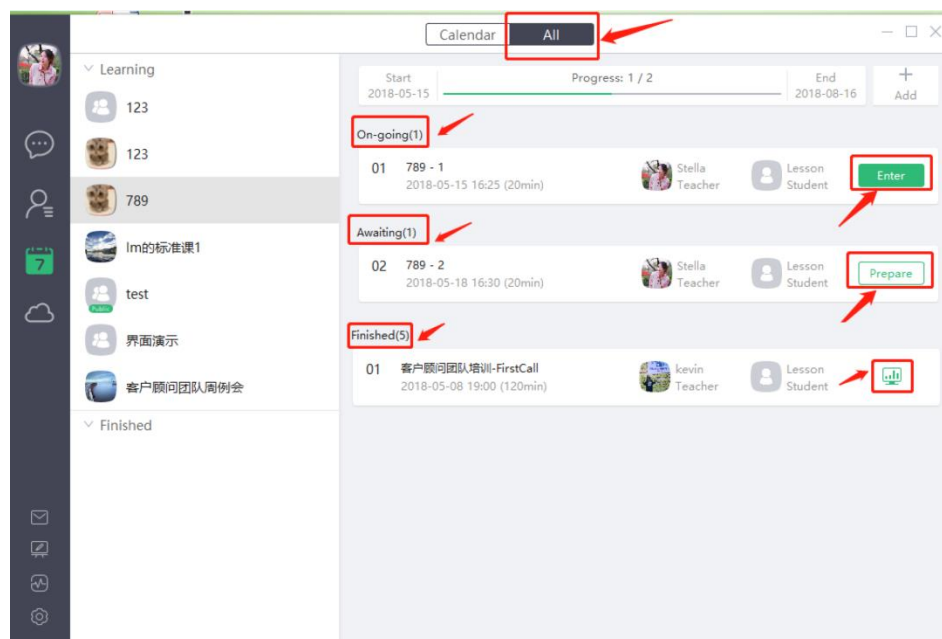 Calendar
All
Learning
123
123
789
7
lm的标准课1
test
Public
界面演示
客户顾问团队周例会
Finished
Start
2018-05-15
Progress: 1 / 2
End
2018-08-16
Add
On-going(1)
01
789 - 1
2018-05-15 16:25 (20min)
Stella
Teacher
Lesson
Student
Enter
Awaiting(1)
02
789 - 2
2018-05-18 16:30 (20min)
Stella
Teacher
Lesson
Student
Prepare
Finished(5)
01
客户顾问团队培训-FirstCall
2018-05-08 19:00 (120min)
kevin
Teacher
Lesson
Student